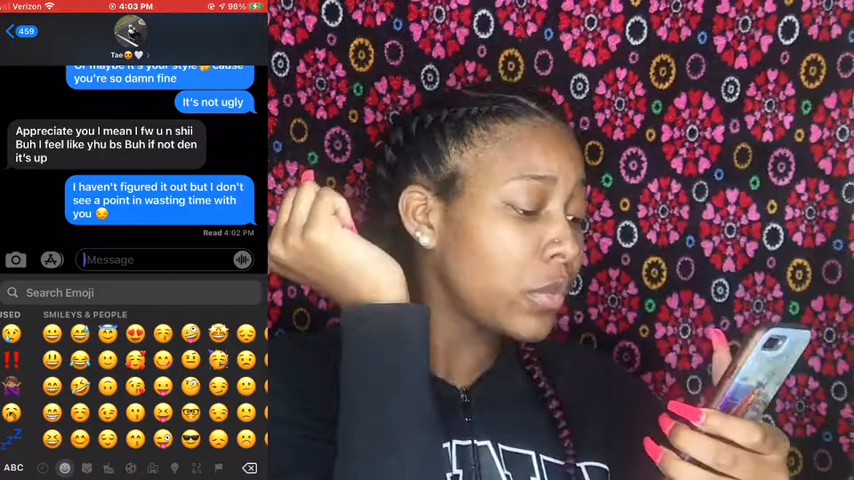 Verizon 4:03 PM 98%
459
Tae
Or maybe it's your style cause
you're so damn fine
It's not ugly
Appreciate you I mean I fw u n shii
Buh I feel like yhu bs Buh if not den
it's up
I haven't figured it out but I don't
see a point in wasting time with
you
Read 4:02 PM
iMessage
Search Emoji
USED SMILEYS & PEOPLE
ABC